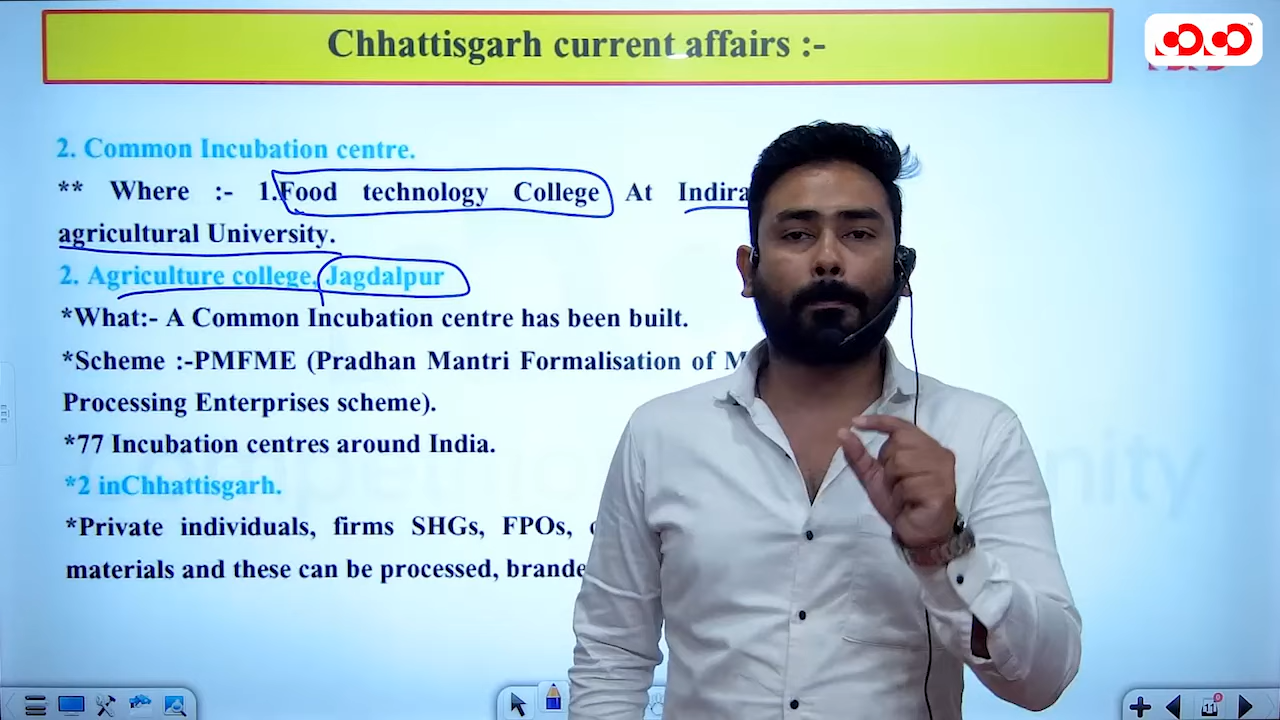 Chhattisgarh current affairs :-
2. Common Incubation centre.
** Where :- 1.Food technology College At Indira
agricultural University.
2. Agriculture college, Jagdalpur
*What:- A Common Incubation centre has been built.
*Scheme :-PMFME (Pradhan Mantri Formalisation of
Processing Enterprises scheme).
*77 Incubation centres around India.
*2 inChhattisgarh.
*Private individuals, firms SHGs, FPOs,
materials and these can be processed,
11